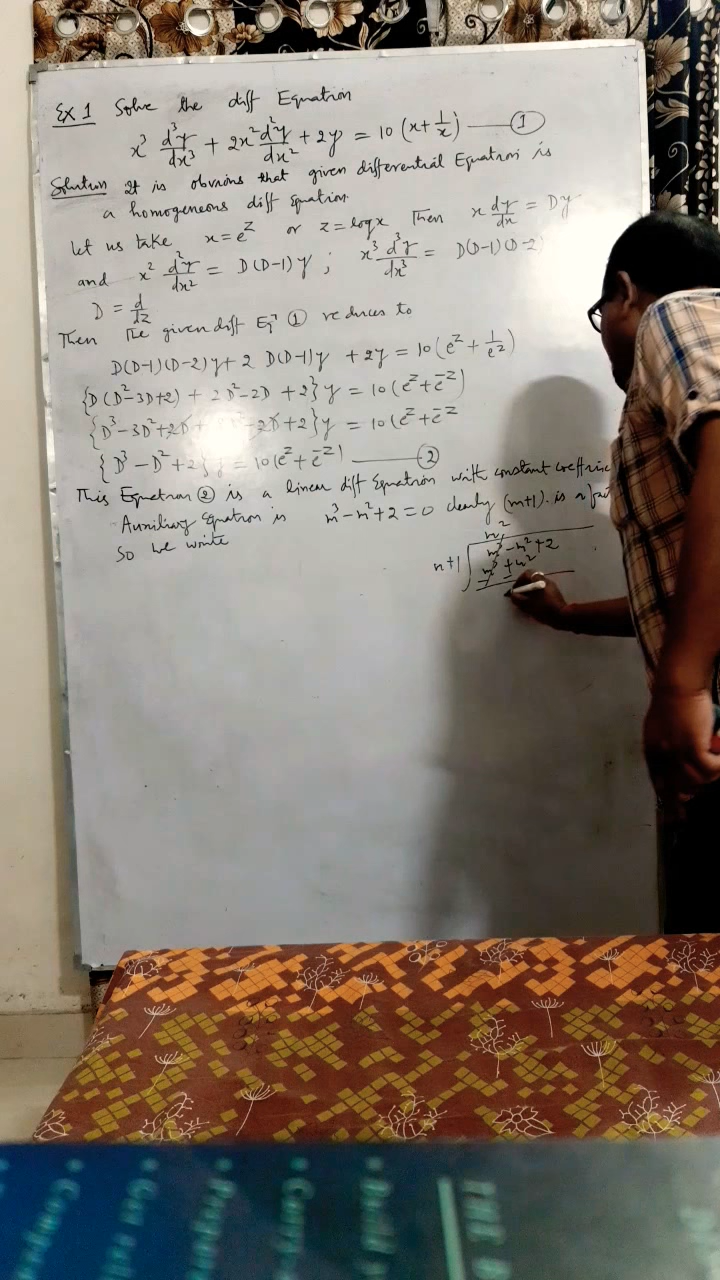 Ex 1 Solve the diff Equation
x³ d³y/dx³ + 2x² d²y/dx² + 2y = 10 (x + 1/x) —— ①
Solution It is obvious that given differential Equation is
a homogeneous diff Equation
let us take x = e^z or z = log x Then x dy/dx = Dy
and x² d²y/dx² = D(D-1)y ; x³ d³y/dx³ = D(D-1)(D-2)
D = d/dz
Then The given diff Eqⁿ ① reduces to
D(D-1)(D-2)y + 2 D(D-1)y + 2y = 10(e^z + 1/e^z)
{D(D²-3D+2) + 2D²-2D+2}y = 10(e^z + e^-z)
{D³-3D²+2D+ 2D²-2D+2}y = 10(e^z + e^-z
{D³-D²+2}y = 10(e^z + e^-z) —— ②
This Equation ② is a linear diff Equation with constant
Auxiliary Equation is m³-m²+2 = 0 clearly (m+1) is a
So we write
m²
m+1 | m³-m²+2
m³+m²